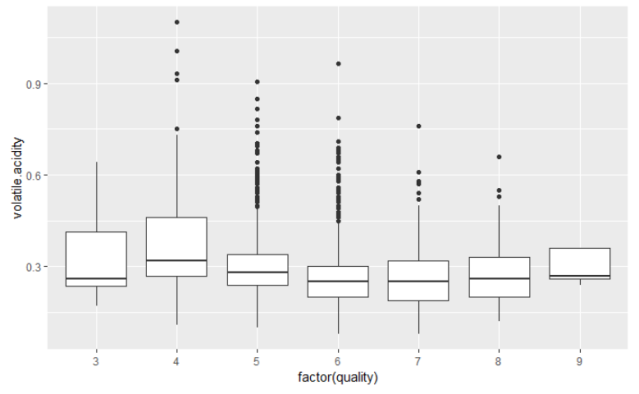 0.9
0.6
0.3
volatile.acidity
3 4 5 6 7 8 9
factor(quality)